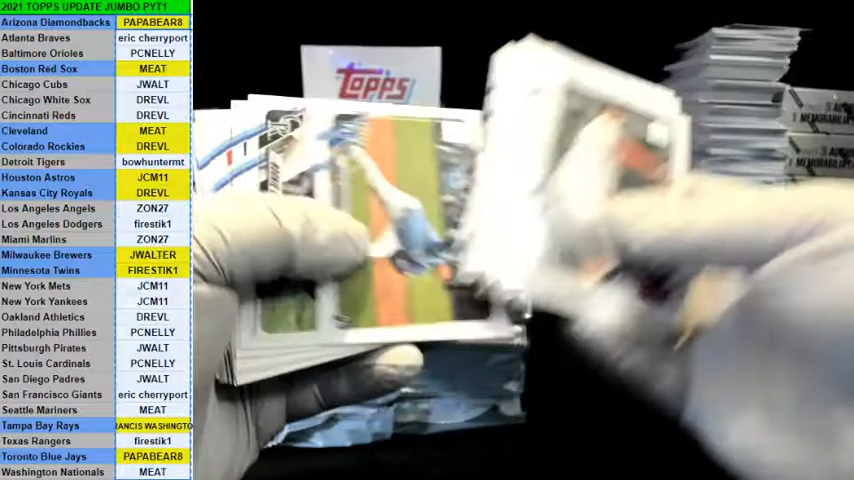 2021 TOPPS UPDATE JUMBO PYT1
Arizona Diamondbacks PAPABEAR8
Atlanta Braves eric cherryport
Baltimore Orioles PCNELLY
Boston Red Sox MEAT
Chicago Cubs JWALT
Chicago White Sox DREVL
Cincinnati Reds DREVL
Cleveland MEAT
Colorado Rockies DREVL
Detroit Tigers bowhuntermt
Houston Astros JCM11
Kansas City Royals DREVL
Los Angeles Angels ZON27
Los Angeles Dodgers firestik1
Miami Marlins ZON27
Milwaukee Brewers JWALTER
Minnesota Twins FIRESTIK1
New York Mets JCM11
New York Yankees JCM11
Oakland Athletics DREVL
Philadelphia Phillies PCNELLY
Pittsburgh Pirates JWALT
St. Louis Cardinals PCNELLY
San Diego Padres JWALT
San Francisco Giants eric cherryport
Seattle Mariners MEAT
Tampa Bay Rays RANCIS WASHINGTO
Texas Rangers firestik1
Toronto Blue Jays PAPABEAR8
Washington Nationals MEAT
Topps
MEMORABILIA